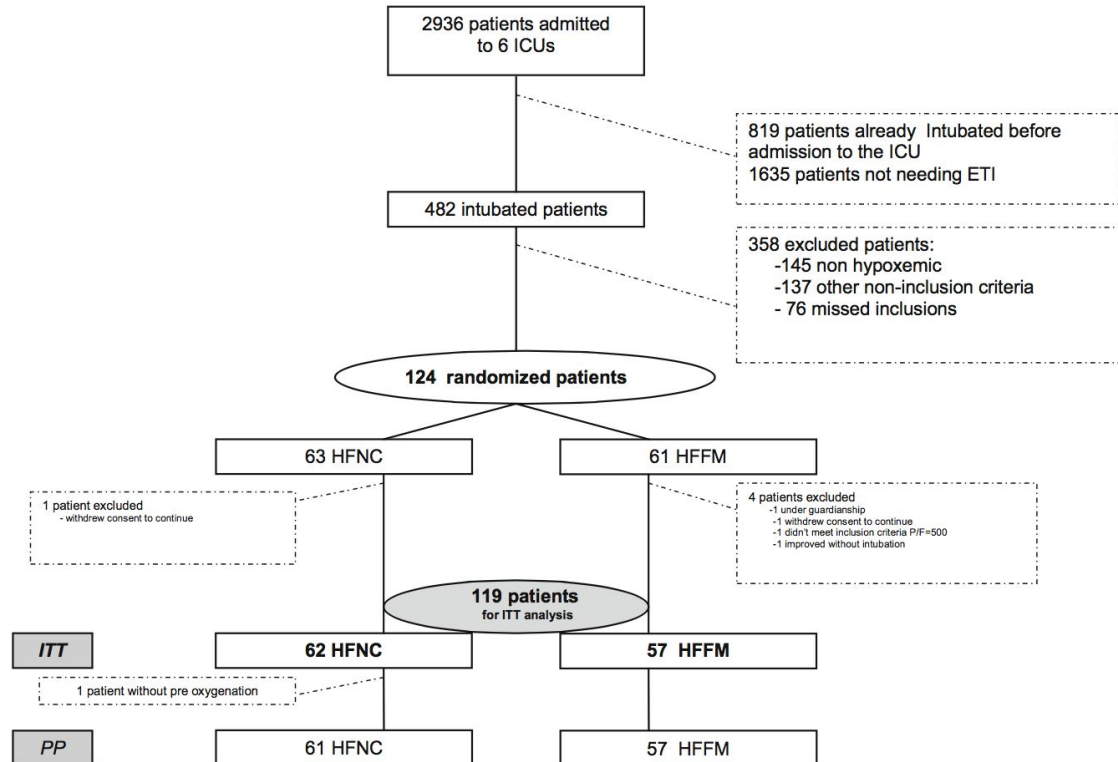 2936 patients admitted
to 6 ICUs
819 patients already  Intubated before
admission to the ICU
1635 patients not needing ETI
482 intubated patients
358 excluded patients:
-145 non hypoxemic
-137 other non-inclusion criteria
- 76 missed inclusions
124  randomized patients
63 HFNC
61 HFFM
1 patient excluded
- withdrew consent to continue
4 patients excluded
-1 under guardianship
-1 withdrew consent to continue
-1 didn't meet inclusion criteria P/F=500
-1 improved without intubation
119 patients
for ITT analysis
ITT
62 HFNC
57  HFFM
1 patient without pre oxygenation
PP
61 HFNC
57  HFFM